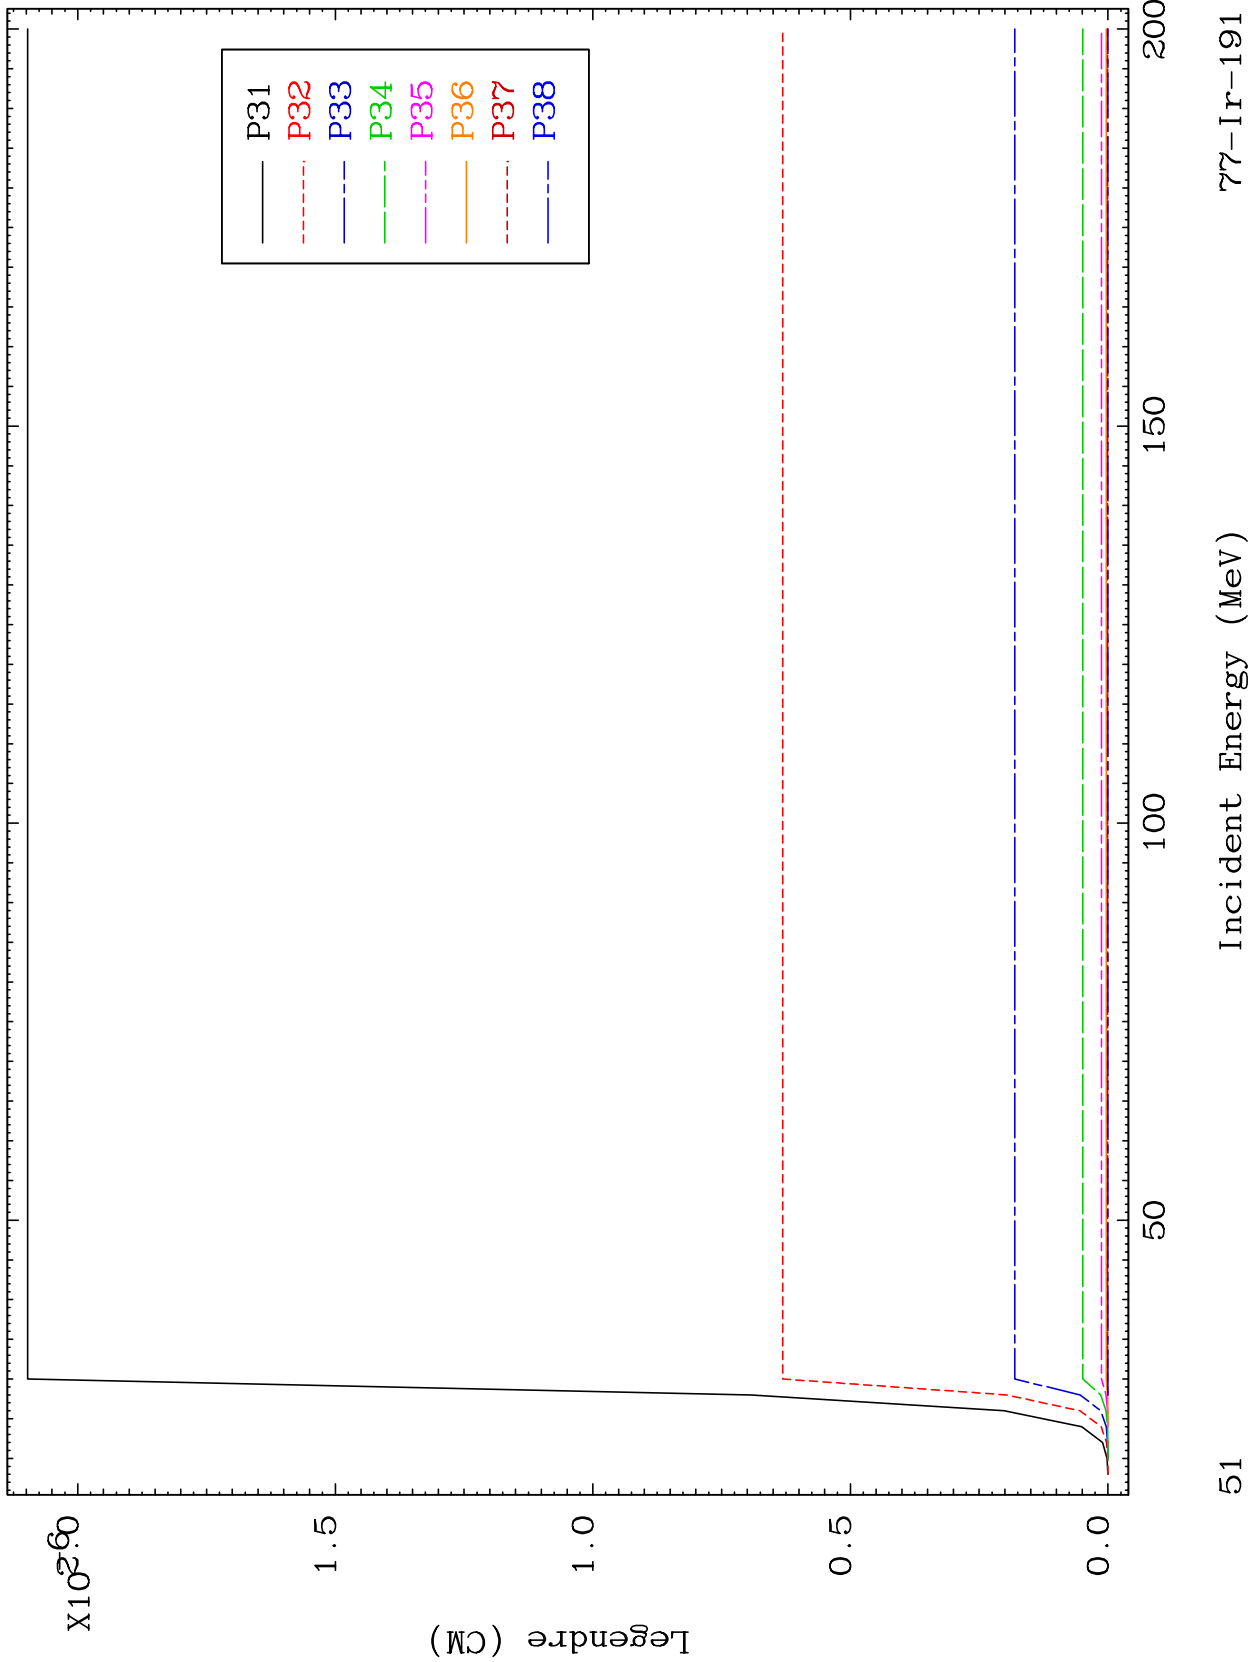 X10-6
2.0
1.5
1.0
0.5
0.0
Legendre (CM)
P31
P32
P33
P34
P35
P36
P37
P38
50
100
150
200
51
Incident Energy (MeV)
77-Ir-191